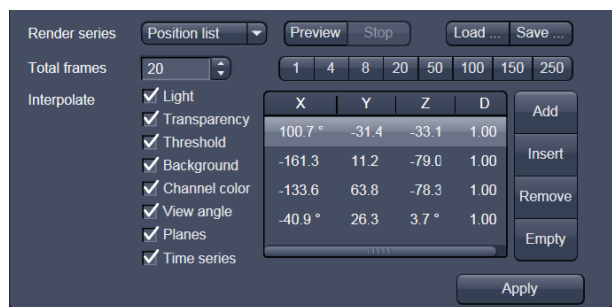 Render series Position list Preview Stop Load ... Save ...
Total frames 20 1 4 8 20 50 100 150 250
Interpolate Light X Y Z D Add
Transparency 100.7 ° -31.4 -33.1 1.00
Threshold
Background -161.3 11.2 -79.0 1.00 Insert
Channel color -133.6 63.8 -78.3 1.00 Remove
View angle -40.9 ° 26.3 3.7 ° 1.00
Planes Empty
Time series
Apply